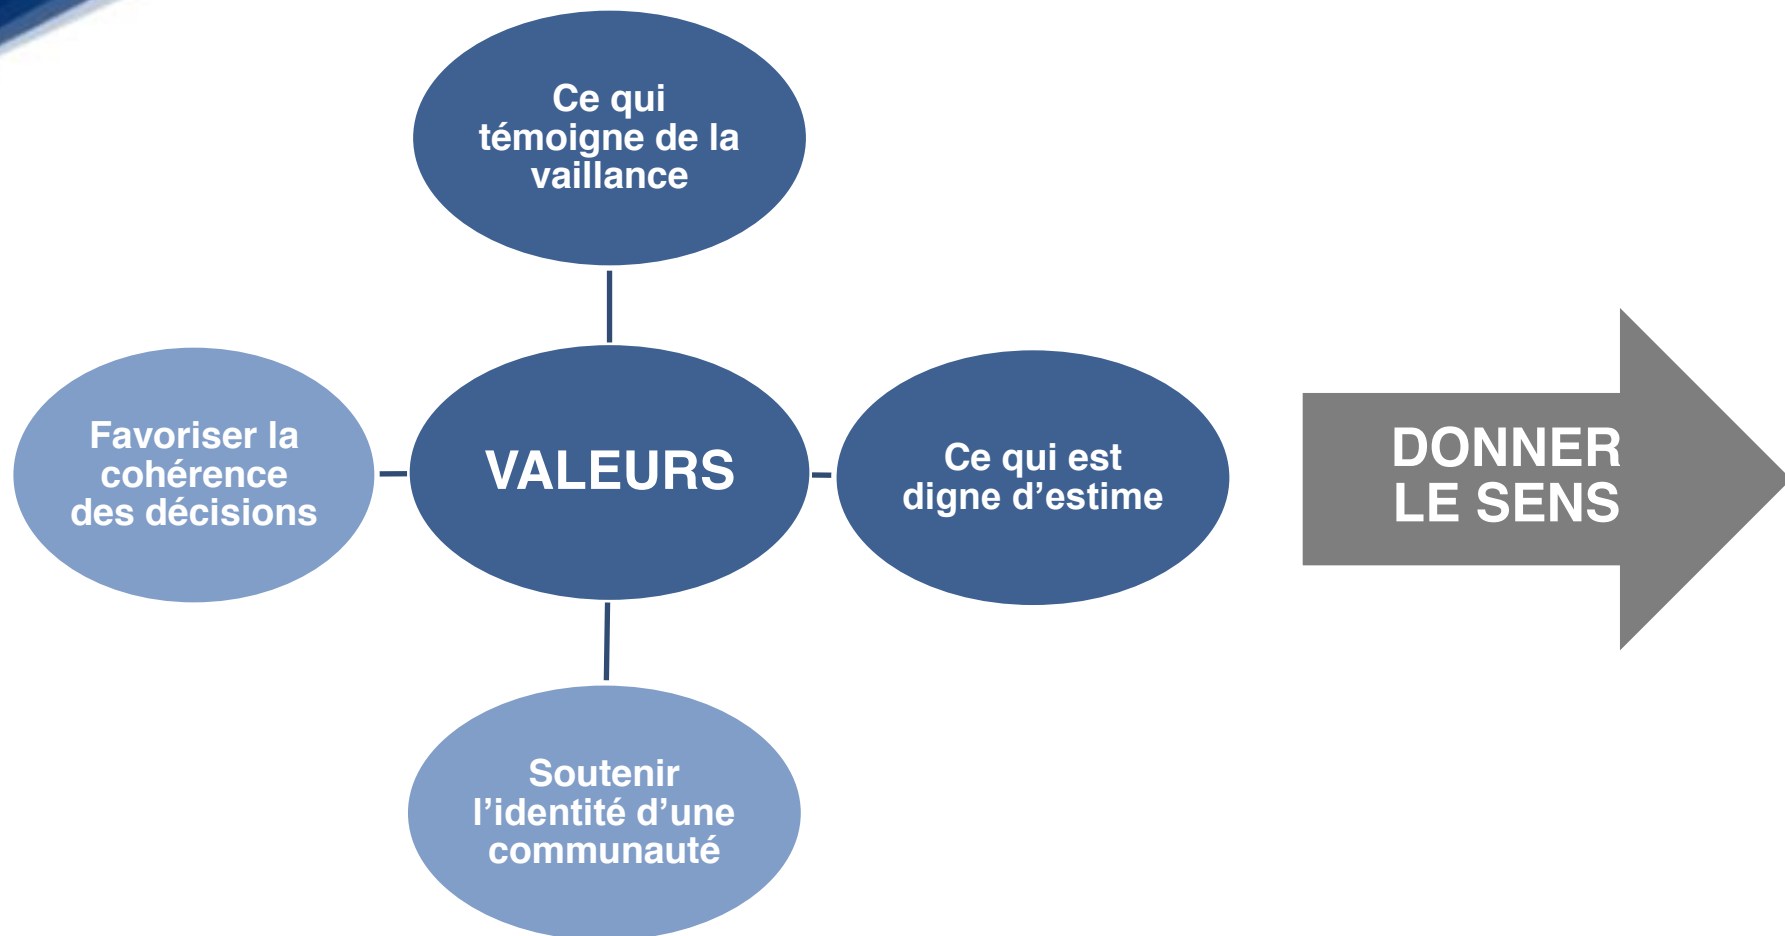 Ce qui
témoigne de la
vaillance
Favoriser la
cohérence
des décisions
VALEURS
Ce qui est
digne d’estime
DONNER
LE SENS
Soutenir
l’identité d’une
communauté